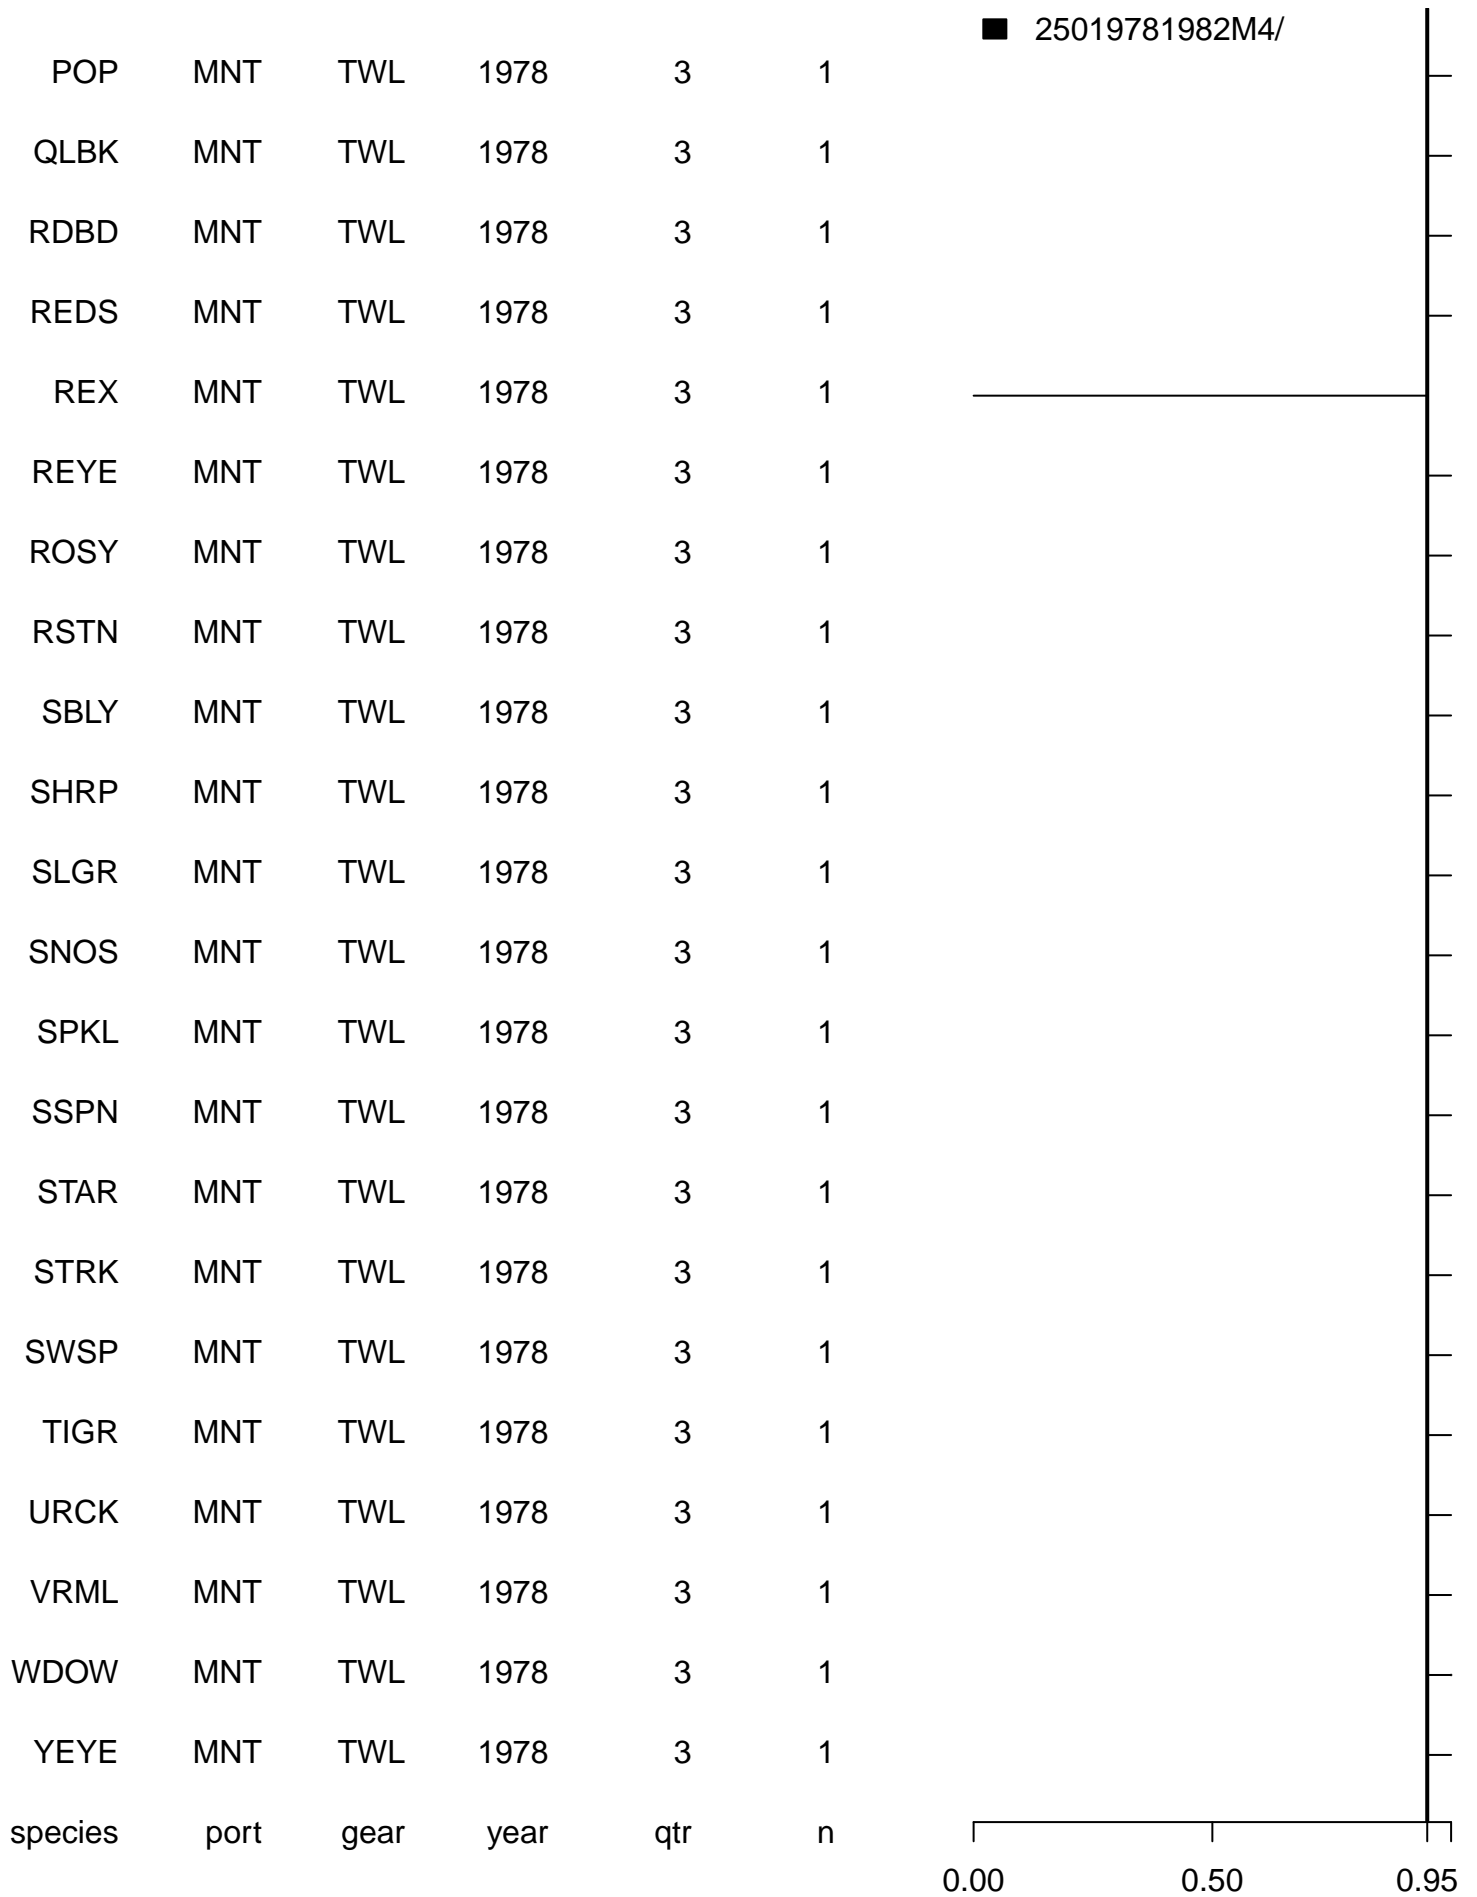 25019781982M4/
POP MNT TWL 1978 3 1
QLBK MNT TWL 1978 3 1
RDBD MNT TWL 1978 3 1
REDS MNT TWL 1978 3 1
REX MNT TWL 1978 3 1
REYE MNT TWL 1978 3 1
ROSY MNT TWL 1978 3 1
RSTN MNT TWL 1978 3 1
SBLY MNT TWL 1978 3 1
SHRP MNT TWL 1978 3 1
SLGR MNT TWL 1978 3 1
SNOS MNT TWL 1978 3 1
SPKL MNT TWL 1978 3 1
SSPN MNT TWL 1978 3 1
STAR MNT TWL 1978 3 1
STRK MNT TWL 1978 3 1
SWSP MNT TWL 1978 3 1
TIGR MNT TWL 1978 3 1
URCK MNT TWL 1978 3 1
VRML MNT TWL 1978 3 1
WDOW MNT TWL 1978 3 1
YEYE MNT TWL 1978 3 1
species port gear year qtr n
0.00 0.50 0.95